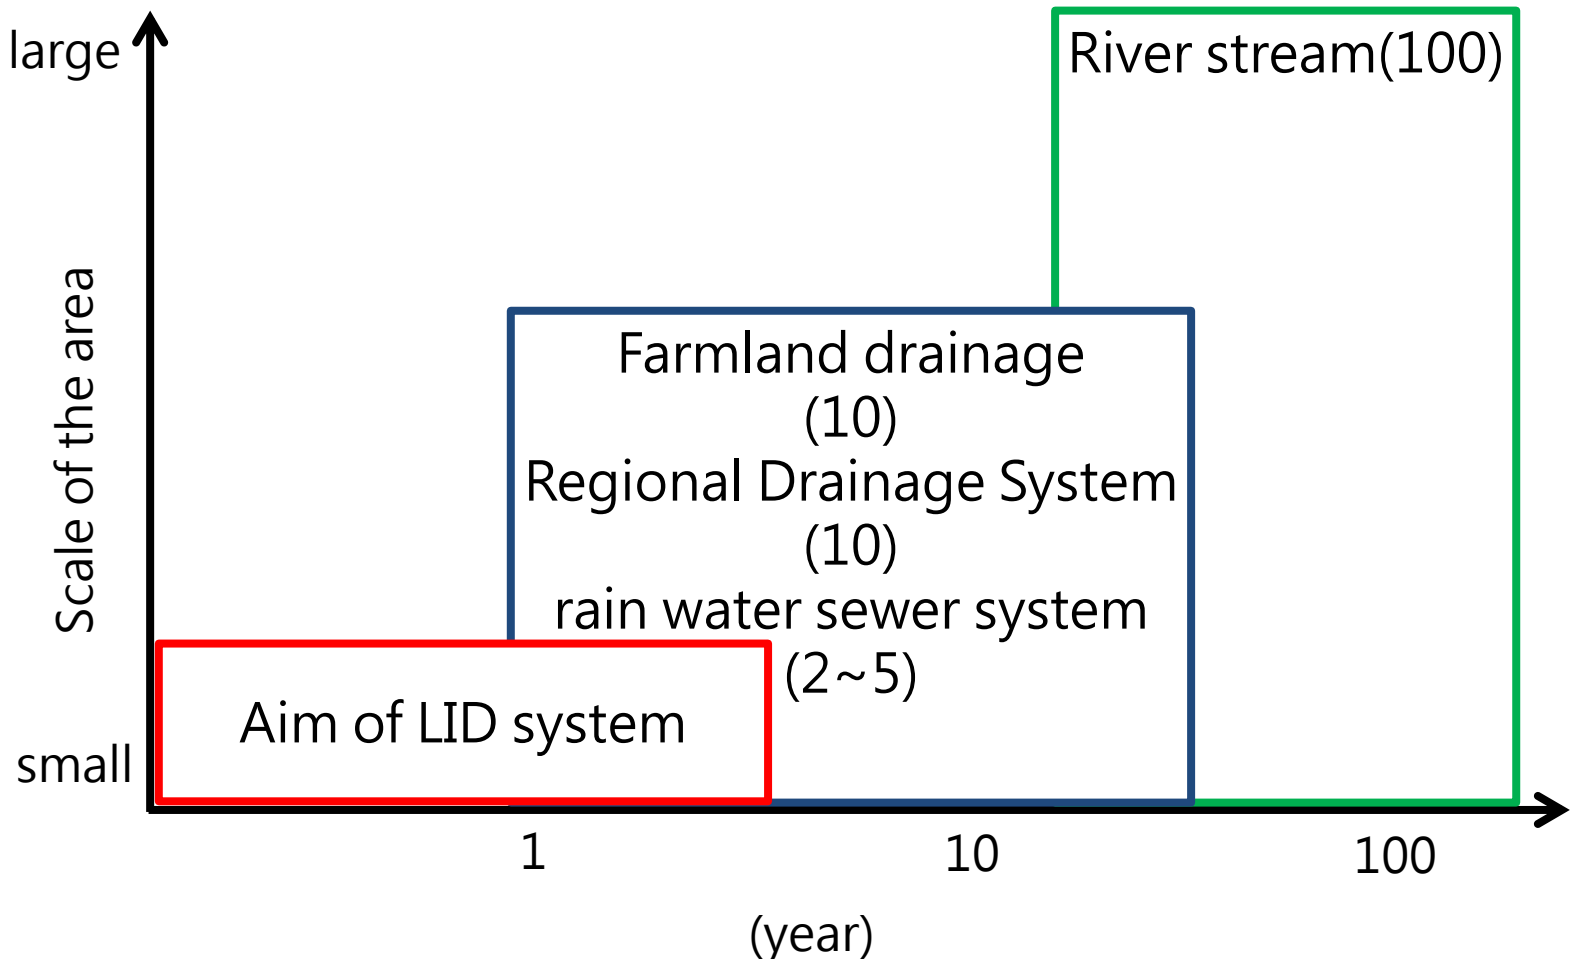 large
River stream(100)
Scale of the area
Farmland drainage
(10)
Regional Drainage System
(10)
rain water sewer system
(2~5)
Aim of LID system
small
1
10
100
(year)